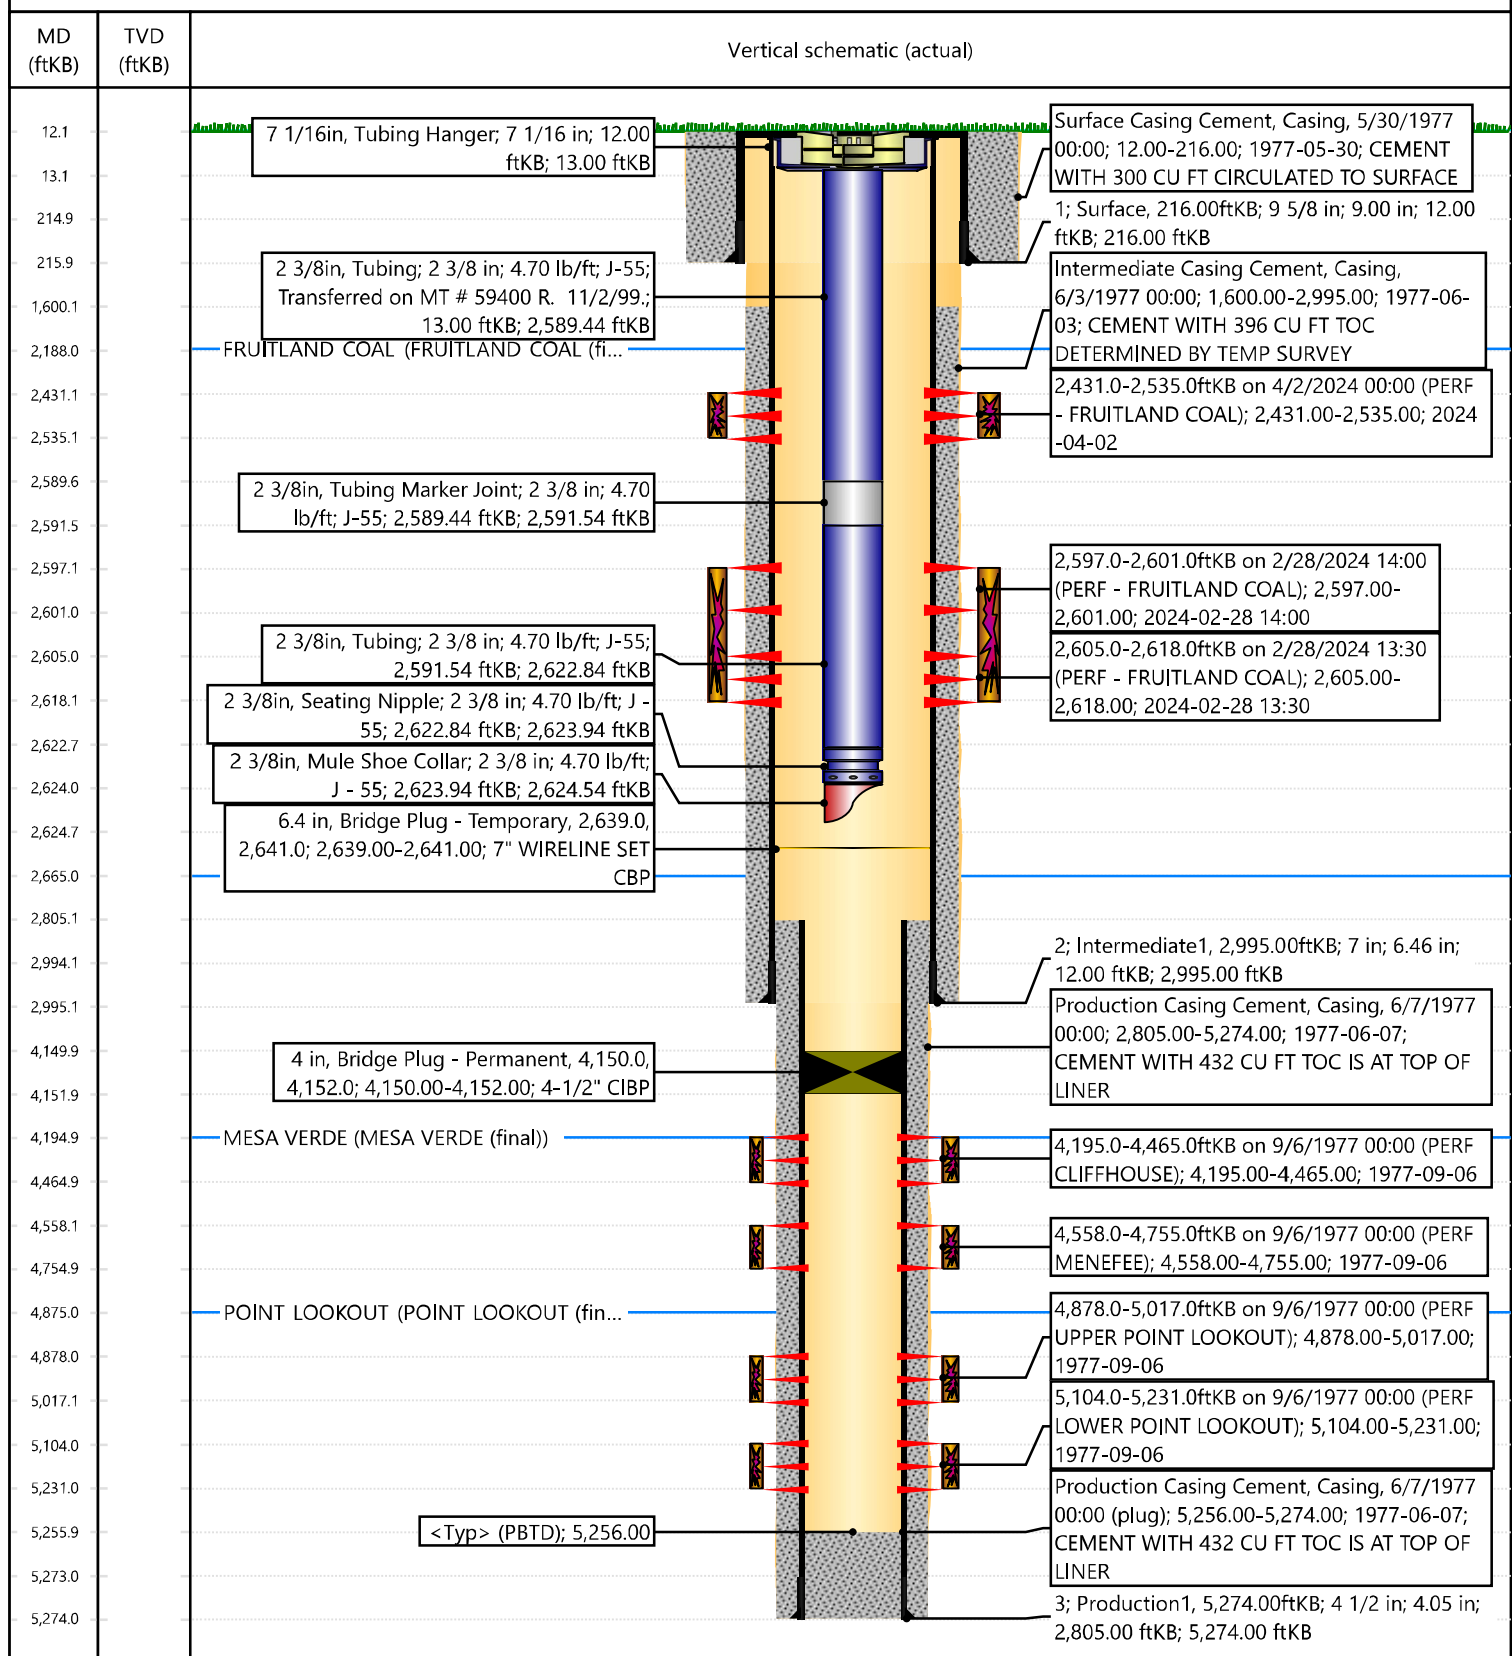 MD
(ftKB)
TVD
(ftKB)
Vertical schematic (actual)
12.1
13.1
214.9
215.9
1,600.1
2,188.0
2,431.1
2,535.1
2,589.6
2,591.5
2,597.1
2,601.0
2,605.0
2,618.1
2,622.7
2,624.0
2,624.7
2,665.0
2,805.1
2,994.1
2,995.1
4,149.9
4,151.9
4,194.9
4,464.9
4,558.1
4,754.9
4,875.0
4,878.0
5,017.1
5,104.0
5,231.0
5,255.9
5,273.0
5,274.0
7 1/16in, Tubing Hanger; 7 1/16 in; 12.00
ftKB; 13.00 ftKB
2 3/8in, Tubing; 2 3/8 in; 4.70 lb/ft; J-55;
Transferred on MT # 59400 R.  11/2/99.;
13.00 ftKB; 2,589.44 ftKB
FRUITLAND COAL (FRUITLAND COAL (fi...
2 3/8in, Tubing Marker Joint; 2 3/8 in; 4.70
lb/ft; J-55; 2,589.44 ftKB; 2,591.54 ftKB
2 3/8in, Tubing; 2 3/8 in; 4.70 lb/ft; J-55;
2,591.54 ftKB; 2,622.84 ftKB
2 3/8in, Seating Nipple; 2 3/8 in; 4.70 lb/ft; J -
55; 2,622.84 ftKB; 2,623.94 ftKB
2 3/8in, Mule Shoe Collar; 2 3/8 in; 4.70 lb/ft;
J - 55; 2,623.94 ftKB; 2,624.54 ftKB
6.4 in, Bridge Plug - Temporary, 2,639.0,
2,641.0; 2,639.00-2,641.00; 7" WIRELINE SET
CBP
4 in, Bridge Plug - Permanent, 4,150.0,
4,152.0; 4,150.00-4,152.00; 4-1/2" CIBP
MESA VERDE (MESA VERDE (final))
POINT LOOKOUT (POINT LOOKOUT (fin...
<Typ> (PBTD); 5,256.00
Surface Casing Cement, Casing, 5/30/1977
00:00; 12.00-216.00; 1977-05-30; CEMENT
WITH 300 CU FT CIRCULATED TO SURFACE
1; Surface, 216.00ftKB; 9 5/8 in; 9.00 in; 12.00
ftKB; 216.00 ftKB
Intermediate Casing Cement, Casing,
6/3/1977 00:00; 1,600.00-2,995.00; 1977-06-
03; CEMENT WITH 396 CU FT TOC
DETERMINED BY TEMP SURVEY
2,431.0-2,535.0ftKB on 4/2/2024 00:00 (PERF
- FRUITLAND COAL); 2,431.00-2,535.00; 2024
-04-02
2,597.0-2,601.0ftKB on 2/28/2024 14:00
(PERF - FRUITLAND COAL); 2,597.00-
2,601.00; 2024-02-28 14:00
2,605.0-2,618.0ftKB on 2/28/2024 13:30
(PERF - FRUITLAND COAL); 2,605.00-
2,618.00; 2024-02-28 13:30
2; Intermediate1, 2,995.00ftKB; 7 in; 6.46 in;
12.00 ftKB; 2,995.00 ftKB
Production Casing Cement, Casing, 6/7/1977
00:00; 2,805.00-5,274.00; 1977-06-07;
CEMENT WITH 432 CU FT TOC IS AT TOP OF
LINER
4,195.0-4,465.0ftKB on 9/6/1977 00:00 (PERF
CLIFFHOUSE); 4,195.00-4,465.00; 1977-09-06
4,558.0-4,755.0ftKB on 9/6/1977 00:00 (PERF
MENEFEE); 4,558.00-4,755.00; 1977-09-06
4,878.0-5,017.0ftKB on 9/6/1977 00:00 (PERF
UPPER POINT LOOKOUT); 4,878.00-5,017.00;
1977-09-06
5,104.0-5,231.0ftKB on 9/6/1977 00:00 (PERF
LOWER POINT LOOKOUT); 5,104.00-5,231.00;
1977-09-06
Production Casing Cement, Casing, 6/7/1977
00:00 (plug); 5,256.00-5,274.00; 1977-06-07;
CEMENT WITH 432 CU FT TOC IS AT TOP OF
LINER
3; Production1, 5,274.00ftKB; 4 1/2 in; 4.05 in;
2,805.00 ftKB; 5,274.00 ftKB